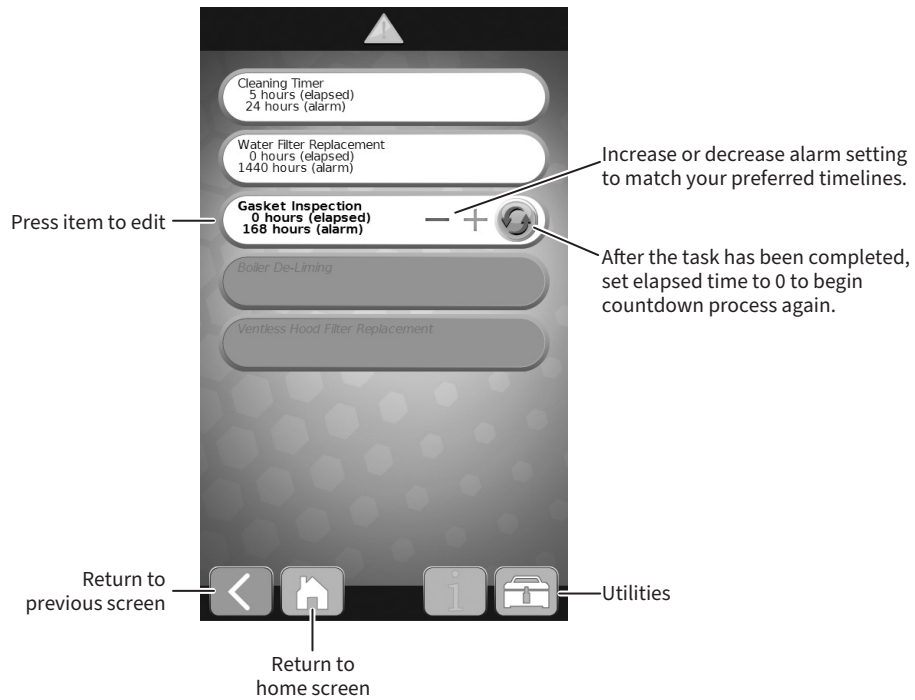 Cleaning Timer
5 hours (elapsed)
24 hours (alarm)
Water Filter Replacement
0 hours (elapsed)
1440 hours (alarm)
Increase or decrease alarm setting
to match your preferred timelines.
Press item to edit
Gasket Inspection
0 hours (elapsed)
168 hours (alarm)
After the task has been completed,
set elapsed time to 0 to begin
countdown process again.
Boiler De-Liming
Ventless Hood Filter Replacement
Return to
previous screen
i
Utilities
Return to
home screen